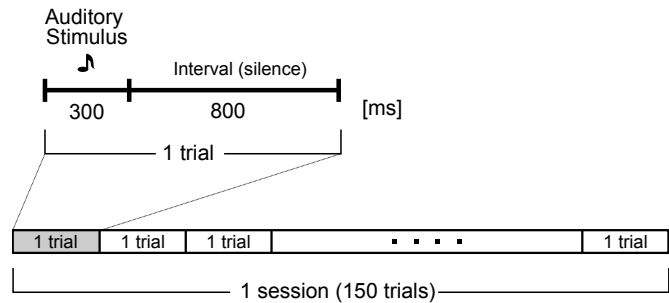 Auditory
Stimulus
Interval (silence)
300
800
[ms]
1 trial
1 trial
1 trial
1 trial
. . . .
1 trial
1 session (150 trials)